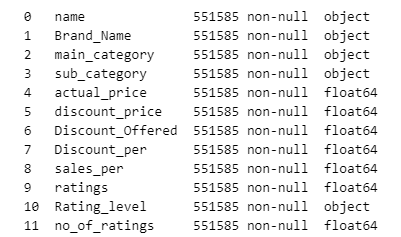 0 name 551585 non-null object
1 Brand_Name 551585 non-null object
2 main_category 551585 non-null object
3 sub_category 551585 non-null object
4 actual_price 551585 non-null float64
5 discount_price 551585 non-null float64
6 Discount_Offered 551585 non-null float64
7 Discount_per 551585 non-null float64
8 sales_per 551585 non-null float64
9 ratings 551585 non-null float64
10 Rating_level 551585 non-null object
11 no_of_ratings 551585 non-null float64